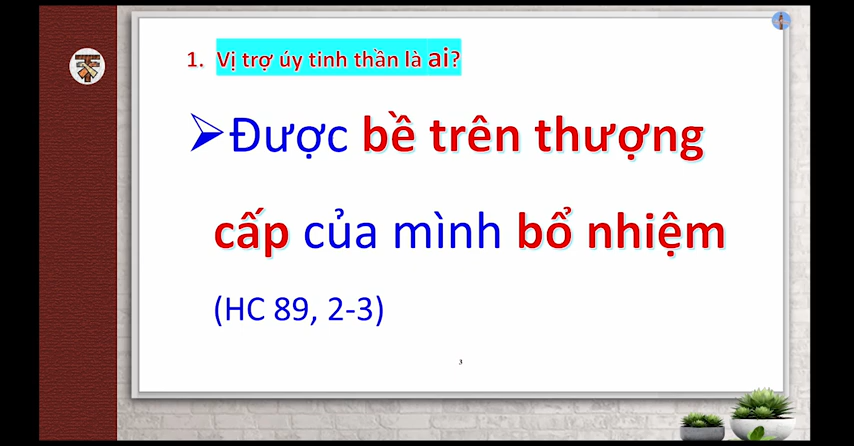 1. Vị trợ úy tinh thần là ai?
➢Được bề trên thượng
cấp của mình bổ nhiệm
(HC 89, 2-3)
3